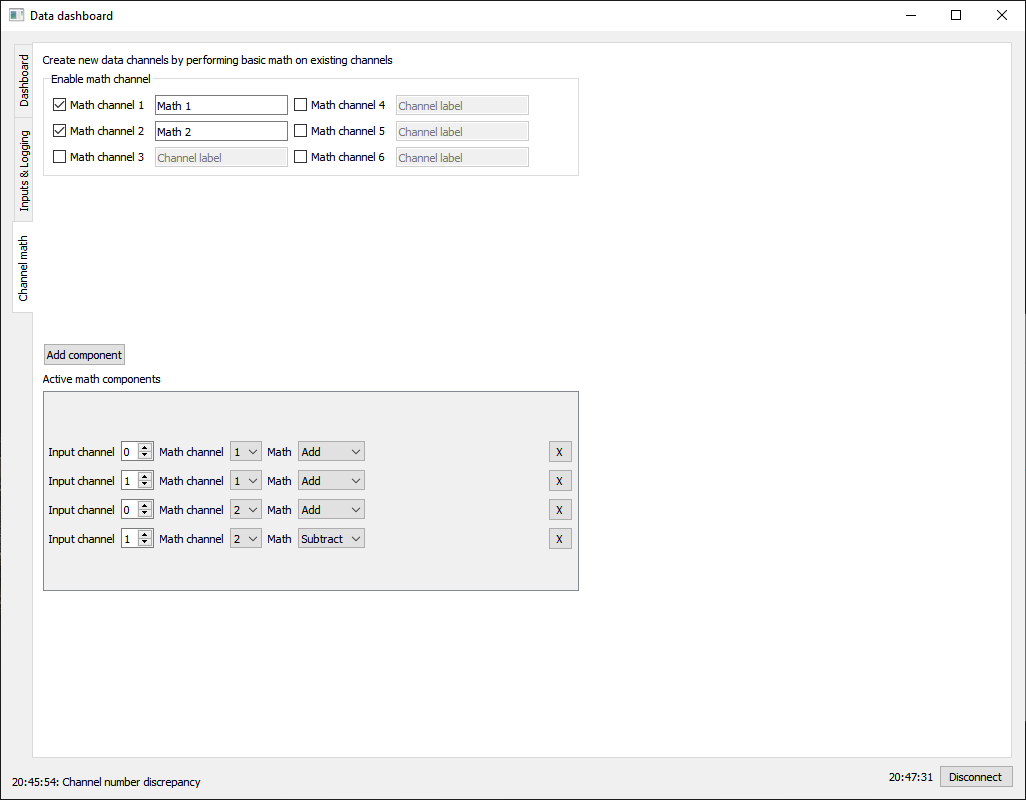 Data dashboard
Dashboard
Inputs & Logging
Channel math
Create new data channels by performing basic math on existing channels
Enable math channel
Math channel 1 Math 1 Math channel 4 Channel label
Math channel 2 Math 2 Math channel 5 Channel label
Math channel 3 Channel label Math channel 6 Channel label
Add component
Active math components
Input channel 0 Math channel 1 Math Add X
Input channel 1 Math channel 1 Math Add X
Input channel 0 Math channel 2 Math Add X
Input channel 1 Math channel 2 Math Subtract X
20:45:54: Channel number discrepancy 20:47:31 Disconnect